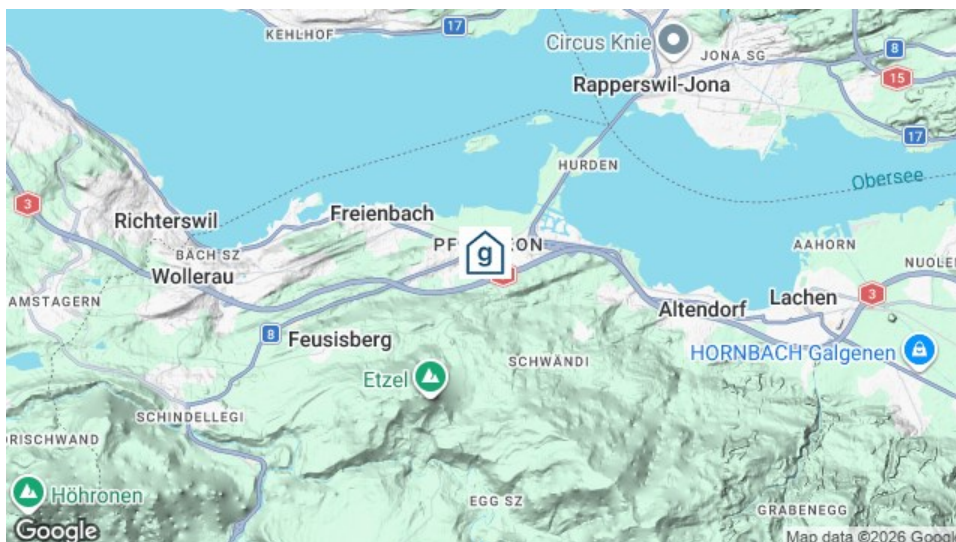 17
KEHLHOF
Circus Knie
JONA SG
8
15
Rapperswil-Jona
17
HURDEN
Obersee
3
Freienbach
Richterswil
BÄCH SZ
g
AAHORN
NUOLEN
Wollerau
3
AMSTAGERN
Altendorf
Lachen
8
Feusisberg
HORNBACH Galgenen
SCHWÄNDI
Etzel
SCHINDELLEGI
ORISCHWAND
Höhronen
EGG SZ
GRABENEGG
Google
Map data ©2026 Google